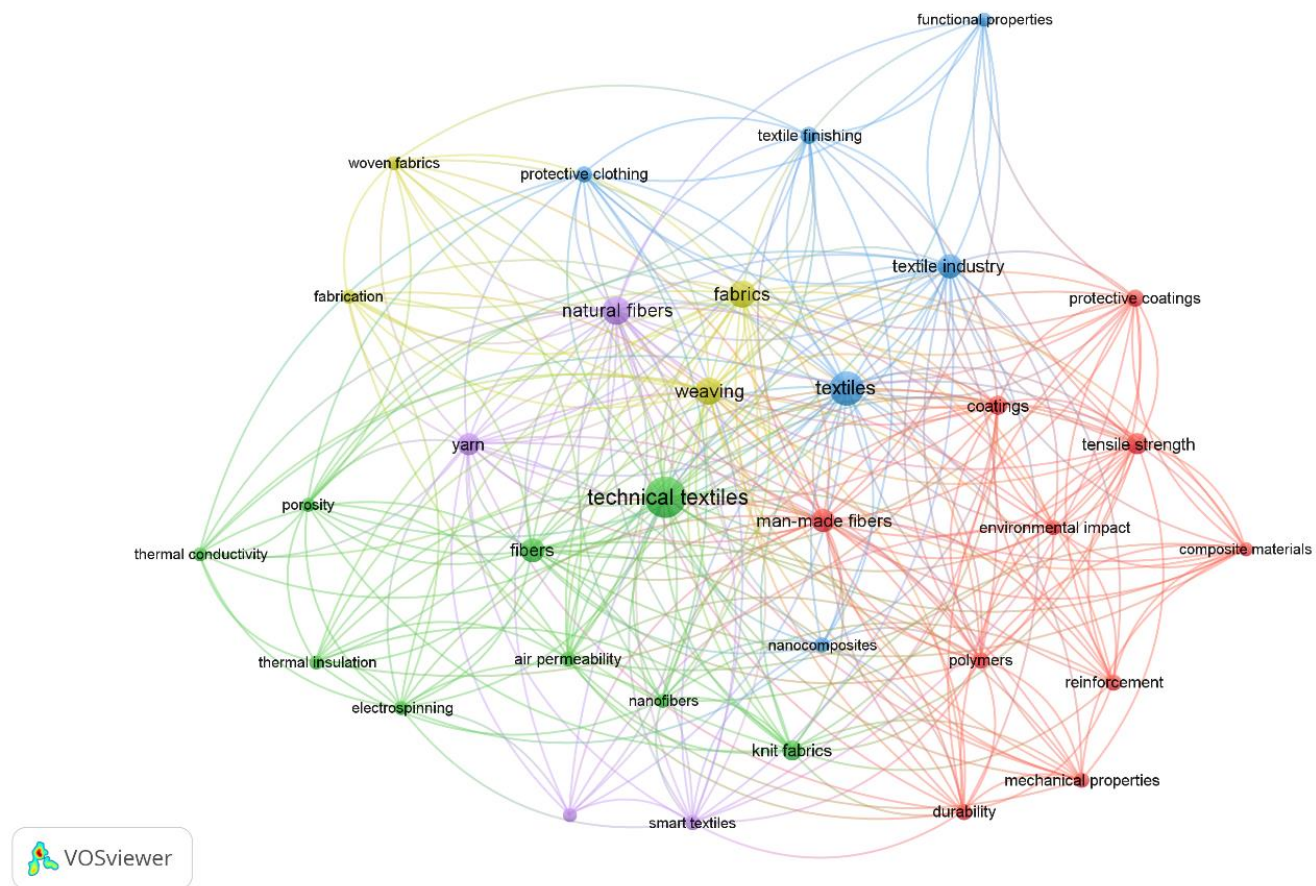 functional properties
textile finishing
woven fabrics
protective clothing
textile industry
fabrics
fabrication
protective coatings
natural fibers
textiles
weaving
coatings
yarn
tensile strength
technical textiles
porosity
man-made fibers
environmental impact
fibers
composite materials
thermal conductivity
nanocomposites
air permeability
polymers
thermal insulation
reinforcement
nanofibers
electrospinning
knit fabrics
mechanical properties
durability
smart textiles
VOSviewer